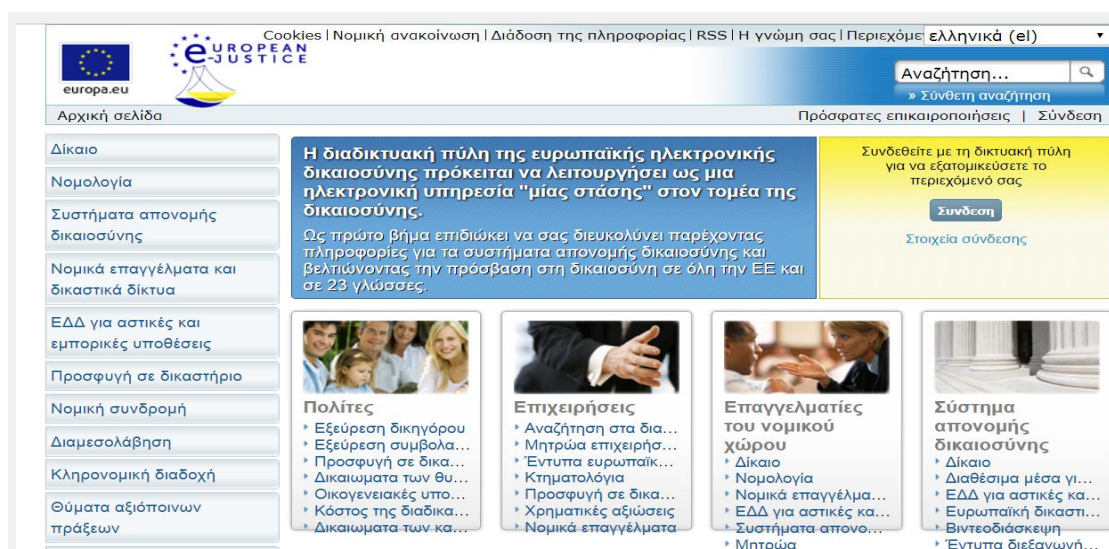 Cookies | Νομική ανακοίνωση | Διάδοση της πληροφορίας | RSS | Η γνώμη σας | Περιεχόμε
ελληνικά (el)
EUROPEAN
E-JUSTICE
europa.eu
Αναζήτηση...
» Σύνθετη αναζήτηση
Αρχική σελίδα
Πρόσφατες επικαιροποιήσεις | Σύνδεση
Δίκαιο
Νομολογία
Συστήματα απονομής
δικαιοσύνης
Νομικά επαγγέλματα και
δικαστικά δίκτυα
ΕΔΔ για αστικές και
εμπορικές υποθέσεις
Προσφυγή σε δικαστήριο
Νομική συνδρομή
Διαμεσολάβηση
Κληρονομική διαδοχή
Θύματα αξιόποινων
πράξεων
Η διαδικτυακή πύλη της ευρωπαϊκής ηλεκτρονικής
δικαιοσύνης πρόκειται να λειτουργήσει ως μια
ηλεκτρονική υπηρεσία "μίας στάσης" στον τομέα της
δικαιοσύνης.
Ως πρώτο βήμα επιδιώκει να σας διευκολύνει παρέχοντας
πληροφορίες για τα συστήματα απονομής δικαιοσύνης και
βελτιώνοντας την πρόσβαση στη δικαιοσύνη σε όλη την ΕΕ και
σε 23 γλώσσες.
Συνδεθείτε με τη δικτυακή πύλη
για να εξατομικεύσετε το
περιεχόμενό σας
Συνδεση
Στοιχεία σύνδεσης
Πολίτες
Εξεύρεση δικηγόρου
Εξεύρεση συμβολα...
Προσφυγή σε δικα...
Δικαιωματα των θυ...
Οικογενειακές υπο...
Κόστος της διαδικα...
Δικαιωματα των κα...
Επιχειρήσεις
Αναζήτηση στα δια...
Μητρώα επιχειρήσ...
Έντυπα ευρωπαϊκ...
Κτηματολόγια
Προσφυγή σε δικα...
Χρηματικές αξιώσεις
Νομικά επαγγέλματα
Επαγγελματίες
του νομικού
χώρου
Δίκαιο
Νομολογία
Νομικά επαγγέλμα...
ΕΔΔ για αστικές κα...
Συστήματα απονο...
Μητρώα
Σύστημα
απονομής
δικαιοσύνης
Δίκαιο
Διαθέσιμα μέσα γι...
ΕΔΔ για αστικές κα...
Ευρωπαϊκή δικαστι...
Βιντεοδιάσκεψη
Έντυπα διεξαγωγή...